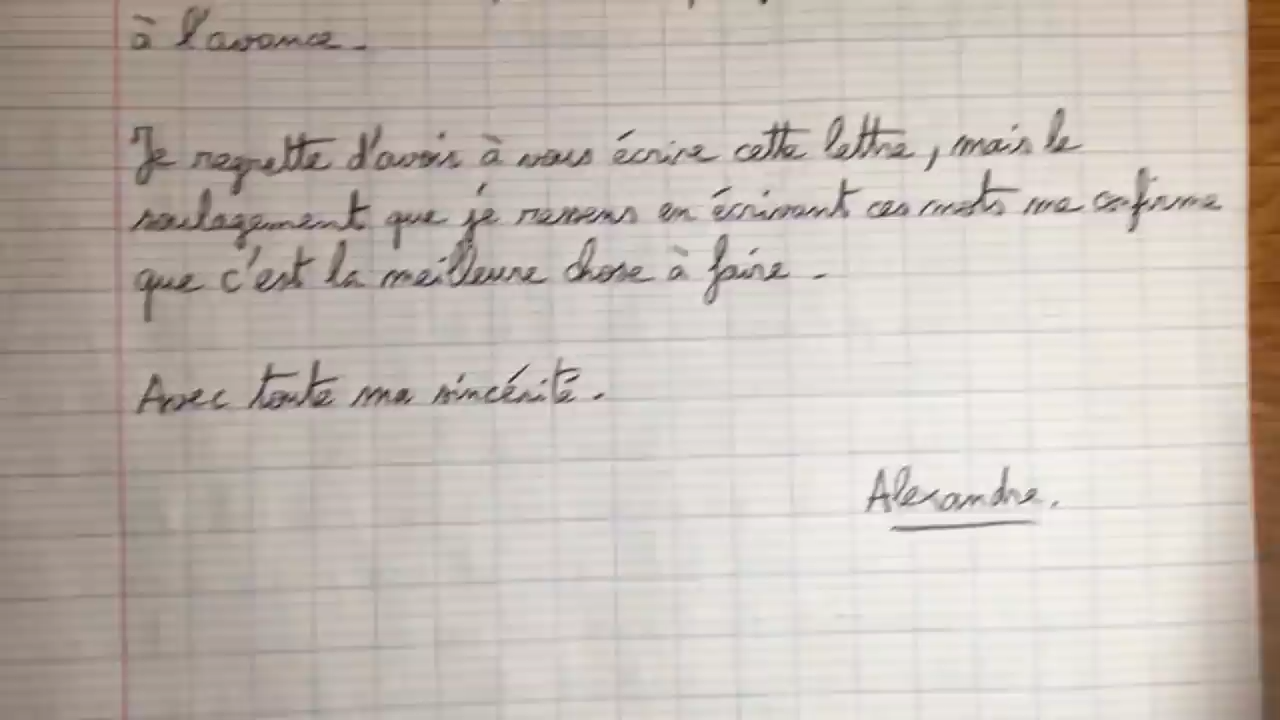 à l'avance.
Je regrette d'avoir à vous écrire cette lettre, mais le
soulagement que je ressens en écrivant ces mots me confirme
que c'est la meilleure chose à faire.
Avec toute ma sincérité.
Alexandre.